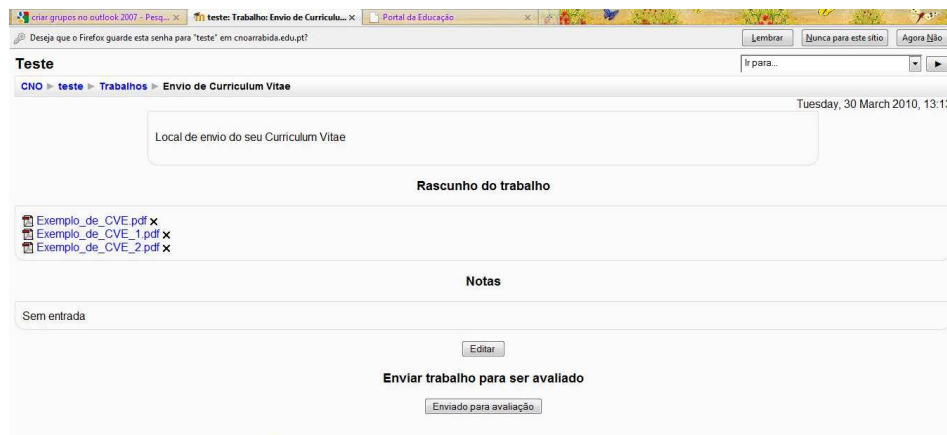 criar grupos no outlook 2007 - Pesq...
teste: Trabalho: Envio de Curriculu...
Portal da Educação
Deseja que o Firefox guarde esta senha para "teste" em cnoarrabida.edu.pt?
Lembrar
Nunca para este sítio
Agora Não
Teste
Ir para...
CNO ► teste ► Trabalhos ► Envio de Curriculum Vitae
Tuesday, 30 March 2010, 13:13
Local de envio do seu Curriculum Vitae
Rascunho do trabalho
Exemplo_de_CVE.pdf
Exemplo_de_CVE_1.pdf
Exemplo_de_CVE_2.pdf
Notas
Sem entrada
Editar
Enviar trabalho para ser avaliado
Enviado para avaliação